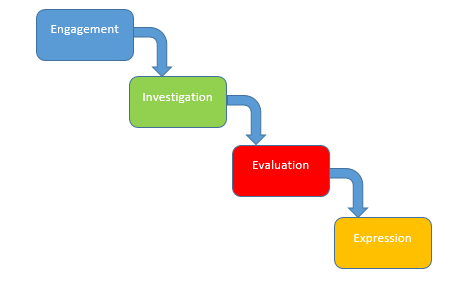 Engagement
Investigation
Evaluation
Expression